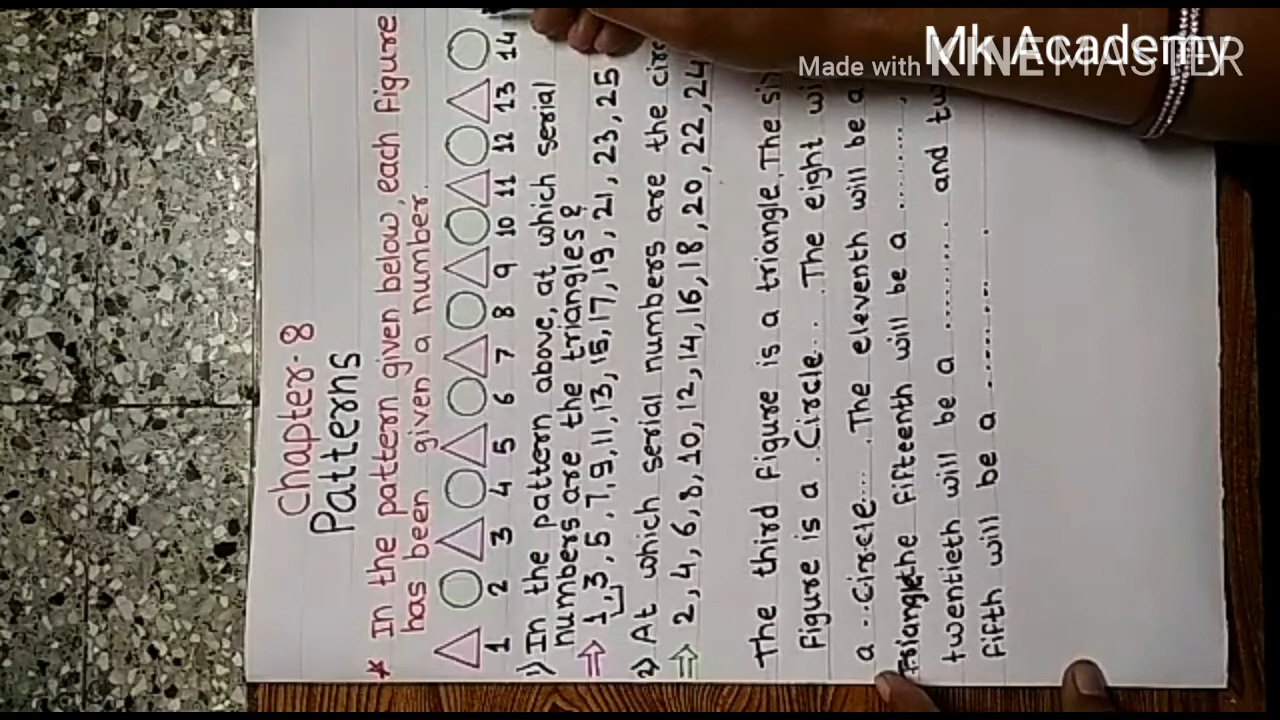 Chapter-8
Patterns
* In the pattern given below, each figure
has been given a number.
1 2 3 4 5 6 7 8 9 10 11 12 13 14
1) In the pattern above, at which serial
numbers are the triangles?
⇒ 1, 3, 5, 7, 9, 11, 13, 15, 17, 19, 21, 23, 25
2) At which serial numbers are the
⇒ 2, 4, 6, 8, 10, 12, 14, 16, 18, 20, 22, 24
The third figure is a triangle. The
figure is a .Circle... The eight
a ..Circle.... The eleventh will be a
the fifteenth will be a ..........,
twentieth will be a ......... and
fifth will be a ..........
Mk Academy
Made with KINEMASTER